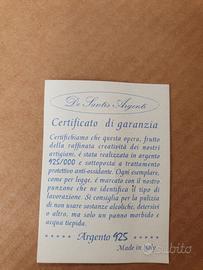 De Santis Argenti
Certificato di garanzia
Certifichiamo che questa opera, frutto
della raffinata creatività dei nostri
artigiani, è stata realizzata in argento
925/000 e sottoposta a trattamento
protettivo anti-ossidante. Ogni esemplare,
come per legge, è marcato con il nostro
punzone che ne identifica il tipo di
lavorazione. Si consiglia per la pulizia
di non usare sostanze alcoliche, detersivi
o altro, ma solo un panno morbido e
acqua tiepida.
Argento 925
Made in Italy
subito